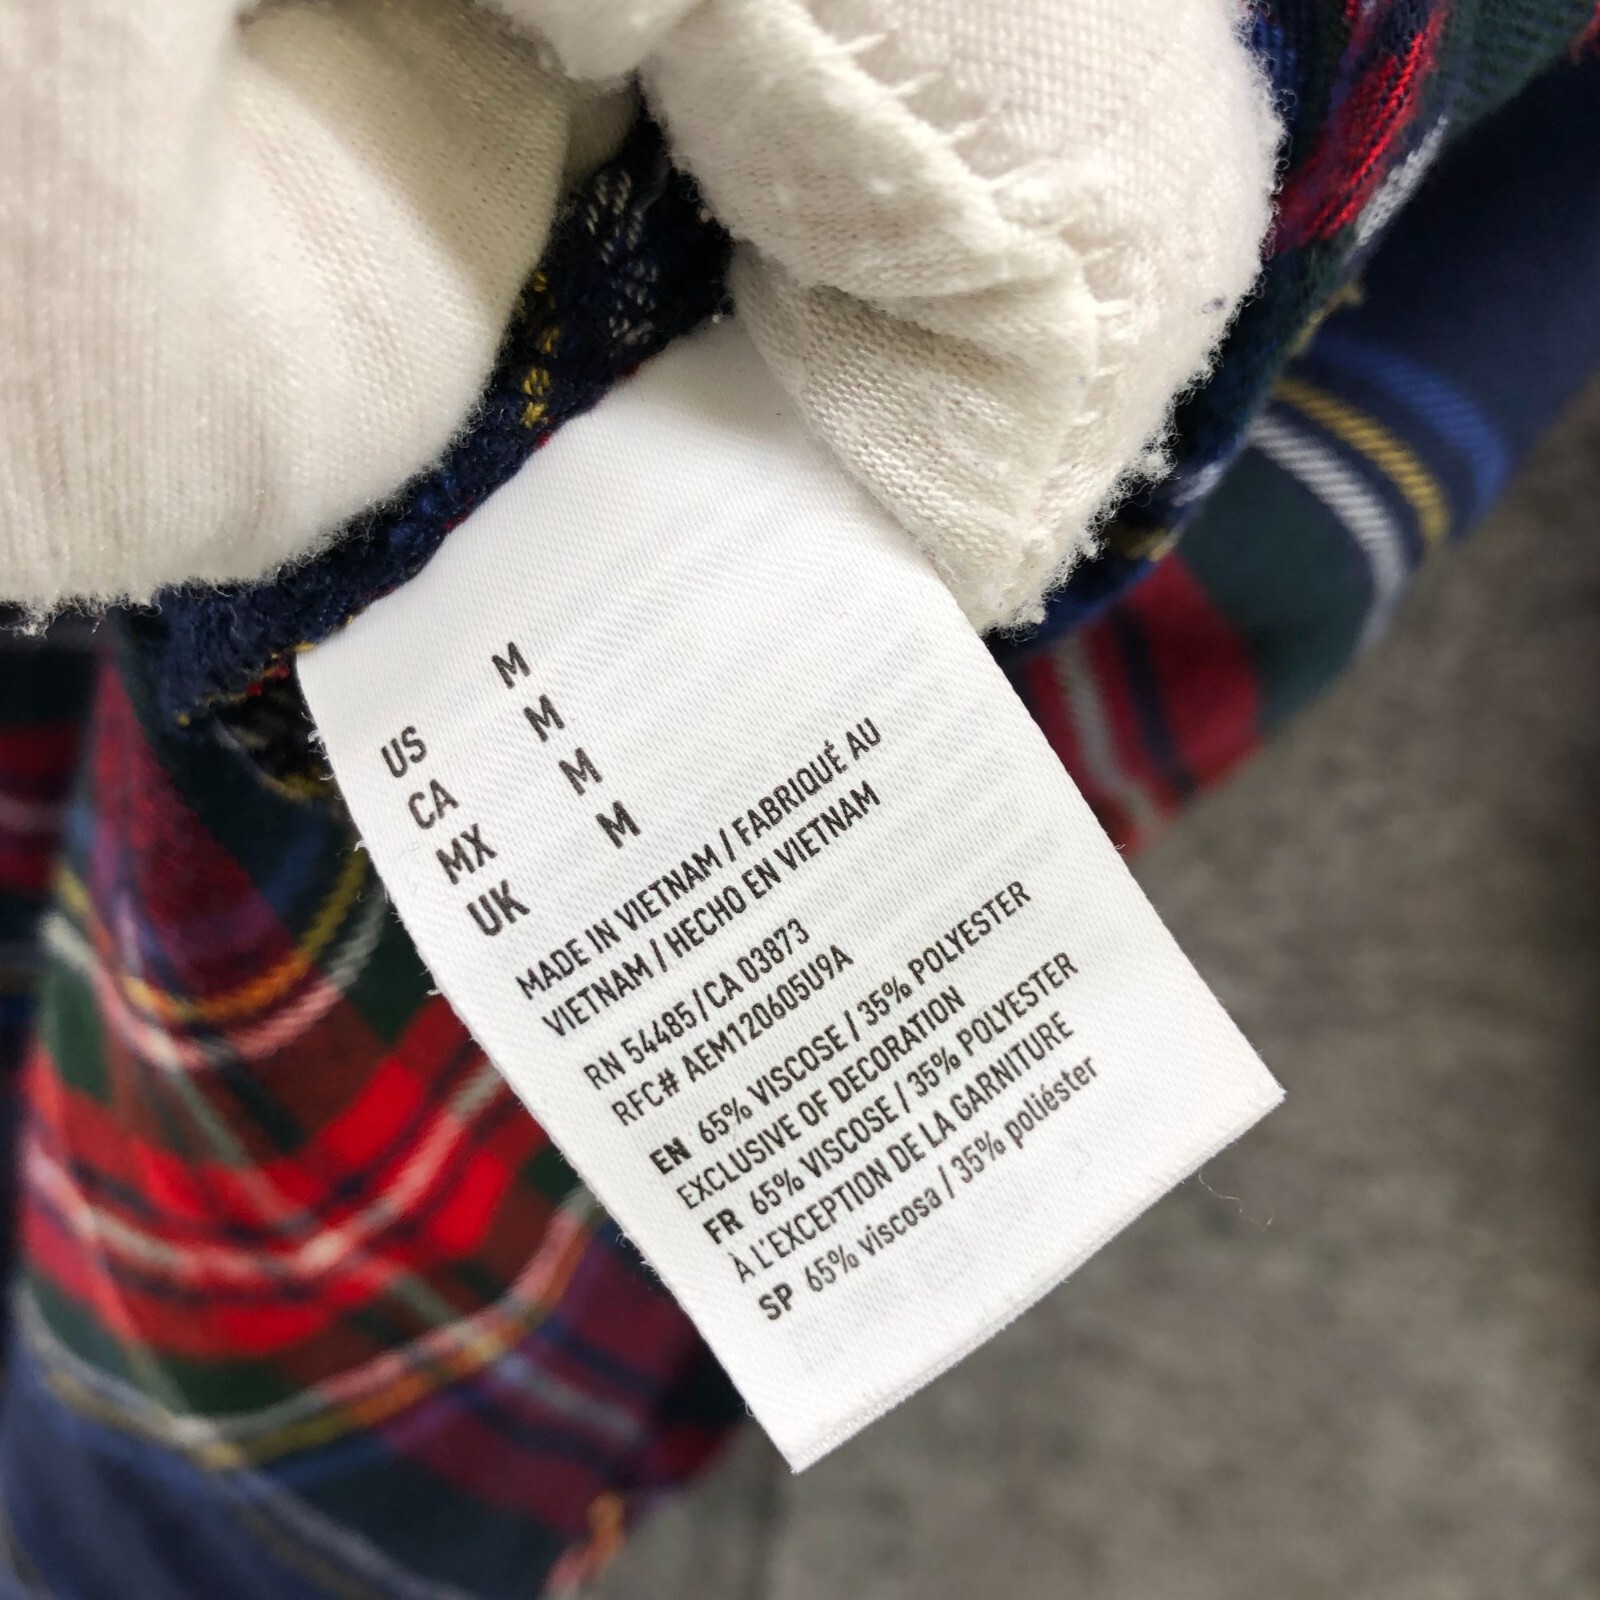 US M
CA M
MX M
UK M
MADE IN VIETNAM / FABRIQUÉ AU
VIETNAM / HECHO EN VIETNAM
RN 54485 / CA 03873
RFC# AEM120605U9A
EN 65% VISCOSE / 35% POLYESTER
EXCLUSIVE OF DECORATION
FR 65% VISCOSE / 35% POLYESTER
À L'EXCEPTION DE LA GARNITURE
SP 65% viscosa / 35% poliéster